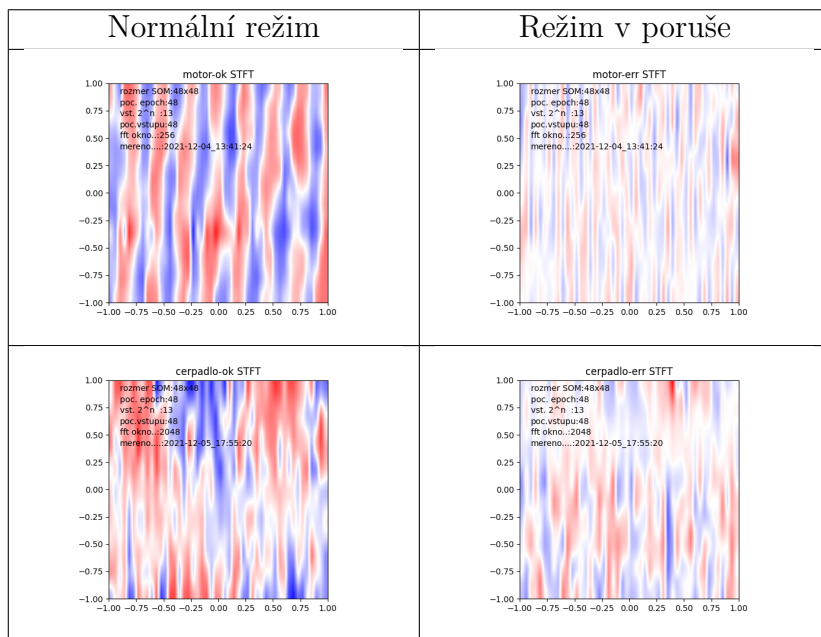 Normální režim
Režim v poruše
motor-ok STFT
1.00
0.75
0.50
0.25
0.00
−0.25
−0.50
−0.75
−1.00
rozmer SOM:48x48
poc. epoch:48
vst. 2^n :13
poc.vstupu:48
fft okno..:256
mereno....:2021-12-04_13:41:24
−1.00 −0.75 −0.50 −0.25 0.00 0.25 0.50 0.75 1.00
motor-err STFT
1.00
0.75
0.50
0.25
0.00
−0.25
−0.50
−0.75
−1.00
rozmer SOM:48x48
poc. epoch:48
vst. 2^n :13
poc.vstupu:48
fft okno..:256
mereno....:2021-12-04_13:41:24
−1.00 −0.75 −0.50 −0.25 0.00 0.25 0.50 0.75 1.00
cerpadlo-ok STFT
1.00
0.75
0.50
0.25
0.00
−0.25
−0.50
−0.75
−1.00
rozmer SOM:48x48
poc. epoch:48
vst. 2^n :13
poc.vstupu:48
fft okno..:2048
mereno....:2021-12-05_17:55:20
−1.00 −0.75 −0.50 −0.25 0.00 0.25 0.50 0.75 1.00
cerpadlo-err STFT
1.00
0.75
0.50
0.25
0.00
−0.25
−0.50
−0.75
−1.00
rozmer SOM:48x48
poc. epoch:48
vst. 2^n :13
poc.vstupu:48
fft okno..:2048
mereno....:2021-12-05_17:55:20
−1.00 −0.75 −0.50 −0.25 0.00 0.25 0.50 0.75 1.00